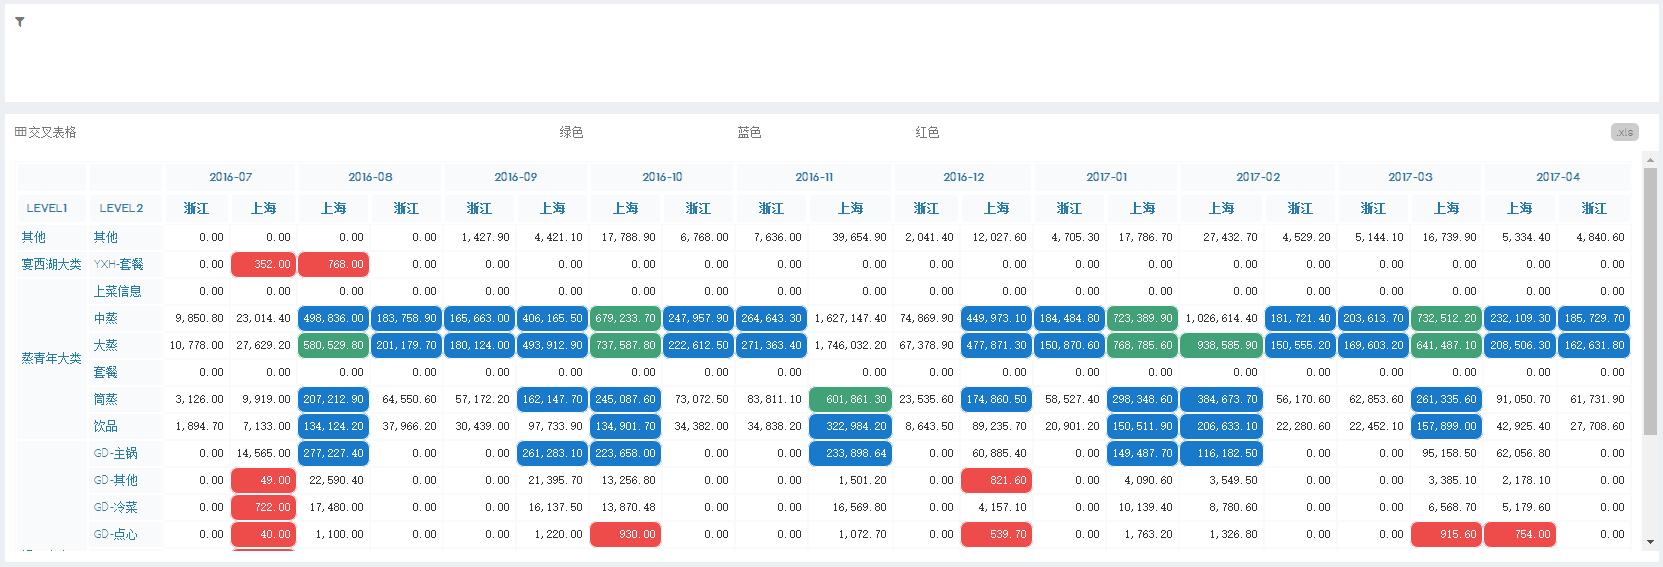 交叉表格 绿色 蓝色 红色 .xls
2016-07 2016-08 2016-09 2016-10 2016-11 2016-12 2017-01 2017-02 2017-03 2017-04
LEVEL1 LEVEL2 浙江 上海 上海 浙江 浙江 上海 上海 浙江 浙江 上海 浙江 上海 浙江 上海 上海 浙江 浙江 上海 上海 浙江
其他 其他 0.00 0.00 0.00 0.00 1,427.90 4,421.10 17,788.90 6,768.00 7,636.00 39,654.90 2,041.40 12,027.60 4,705.30 17,786.70 27,432.70 4,529.20 5,144.10 16,739.90 5,334.40 4,840.60
宴西湖大类 YXH-套餐 0.00 352.00 768.00 0.00 0.00 0.00 0.00 0.00 0.00 0.00 0.00 0.00 0.00 0.00 0.00 0.00 0.00 0.00 0.00 0.00
上菜信息 0.00 0.00 0.00 0.00 0.00 0.00 0.00 0.00 0.00 0.00 0.00 0.00 0.00 0.00 0.00 0.00 0.00 0.00 0.00 0.00
中蒸 9,850.80 23,014.40 498,836.00 183,758.90 165,663.00 406,165.50 679,233.70 247,957.90 264,643.30 1,627,147.40 74,869.90 449,973.10 184,484.80 723,389.90 1,026,614.40 181,721.40 203,613.70 732,512.20 232,109.30 185,729.70
蒸青年大类 大蒸 10,778.00 27,629.20 580,529.80 201,179.70 180,124.00 493,912.90 737,587.80 222,612.50 271,363.40 1,746,032.20 67,378.90 477,871.30 150,870.60 768,785.60 938,585.90 150,555.20 169,603.20 641,487.10 208,506.30 162,631.80
套餐 0.00 0.00 0.00 0.00 0.00 0.00 0.00 0.00 0.00 0.00 0.00 0.00 0.00 0.00 0.00 0.00 0.00 0.00 0.00 0.00
筒蒸 3,126.00 9,919.00 207,212.90 64,550.60 57,172.20 162,147.70 245,087.60 73,072.50 83,811.10 601,861.30 23,535.60 174,860.50 58,527.40 298,348.60 384,673.70 56,170.60 62,853.60 261,335.60 91,050.70 61,731.90
饮品 1,894.70 7,133.00 134,124.20 37,966.20 30,439.00 97,733.90 134,901.70 34,382.00 34,838.20 322,984.20 8,643.50 89,235.70 20,901.20 150,511.90 206,633.10 22,280.60 22,452.10 157,899.00 42,925.40 27,708.60
GD-主锅 0.00 14,565.00 277,227.40 0.00 0.00 261,283.10 223,658.00 0.00 0.00 233,898.64 0.00 60,885.40 0.00 149,487.70 116,182.50 0.00 0.00 95,158.50 62,056.80 0.00
GD-其他 0.00 49.00 22,590.40 0.00 0.00 21,395.70 13,256.80 0.00 0.00 1,501.20 0.00 821.60 0.00 4,090.60 3,549.50 0.00 0.00 3,385.10 2,178.10 0.00
GD-冷菜 0.00 722.00 17,480.00 0.00 0.00 16,137.50 13,870.48 0.00 0.00 16,569.80 0.00 4,157.10 0.00 10,139.40 8,780.60 0.00 0.00 6,568.70 5,179.60 0.00
GD-点心 0.00 40.00 1,100.00 0.00 0.00 1,220.00 930.00 0.00 0.00 1,072.70 0.00 539.70 0.00 1,763.20 1,326.80 0.00 0.00 915.60 754.00 0.00